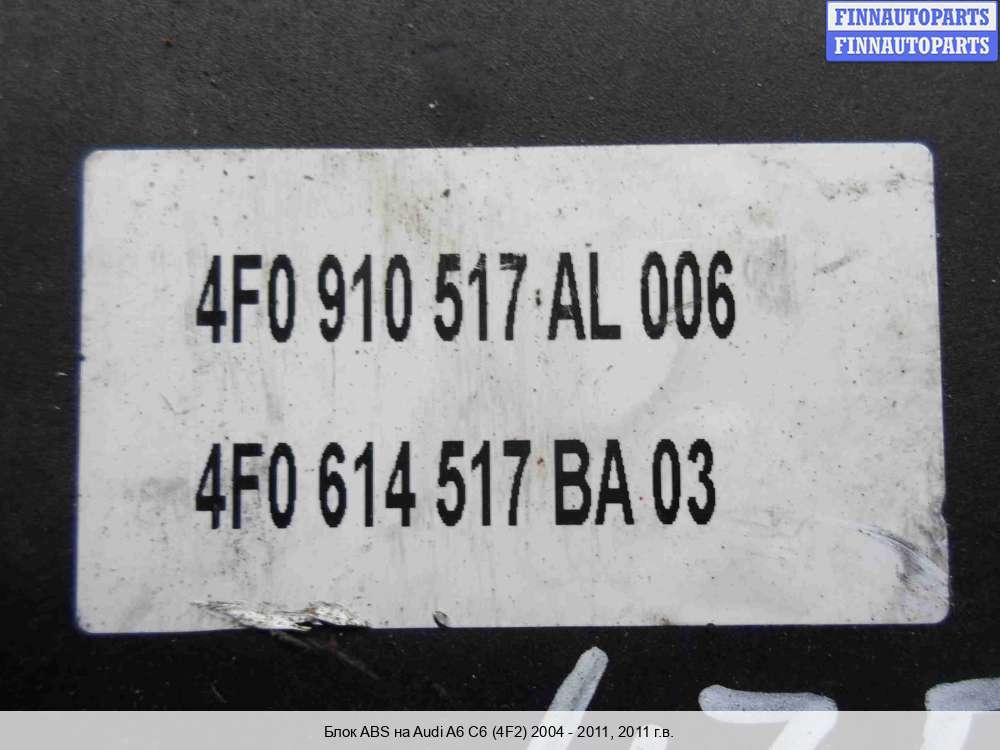 FINNAUTOPARTS
FINNAUTOPARTS
4F0 910 517 AL 006
4F0 614 517 BA 03
Блок ABS на Audi A6 C6 (4F2) 2004 - 2011, 2011 г.в.